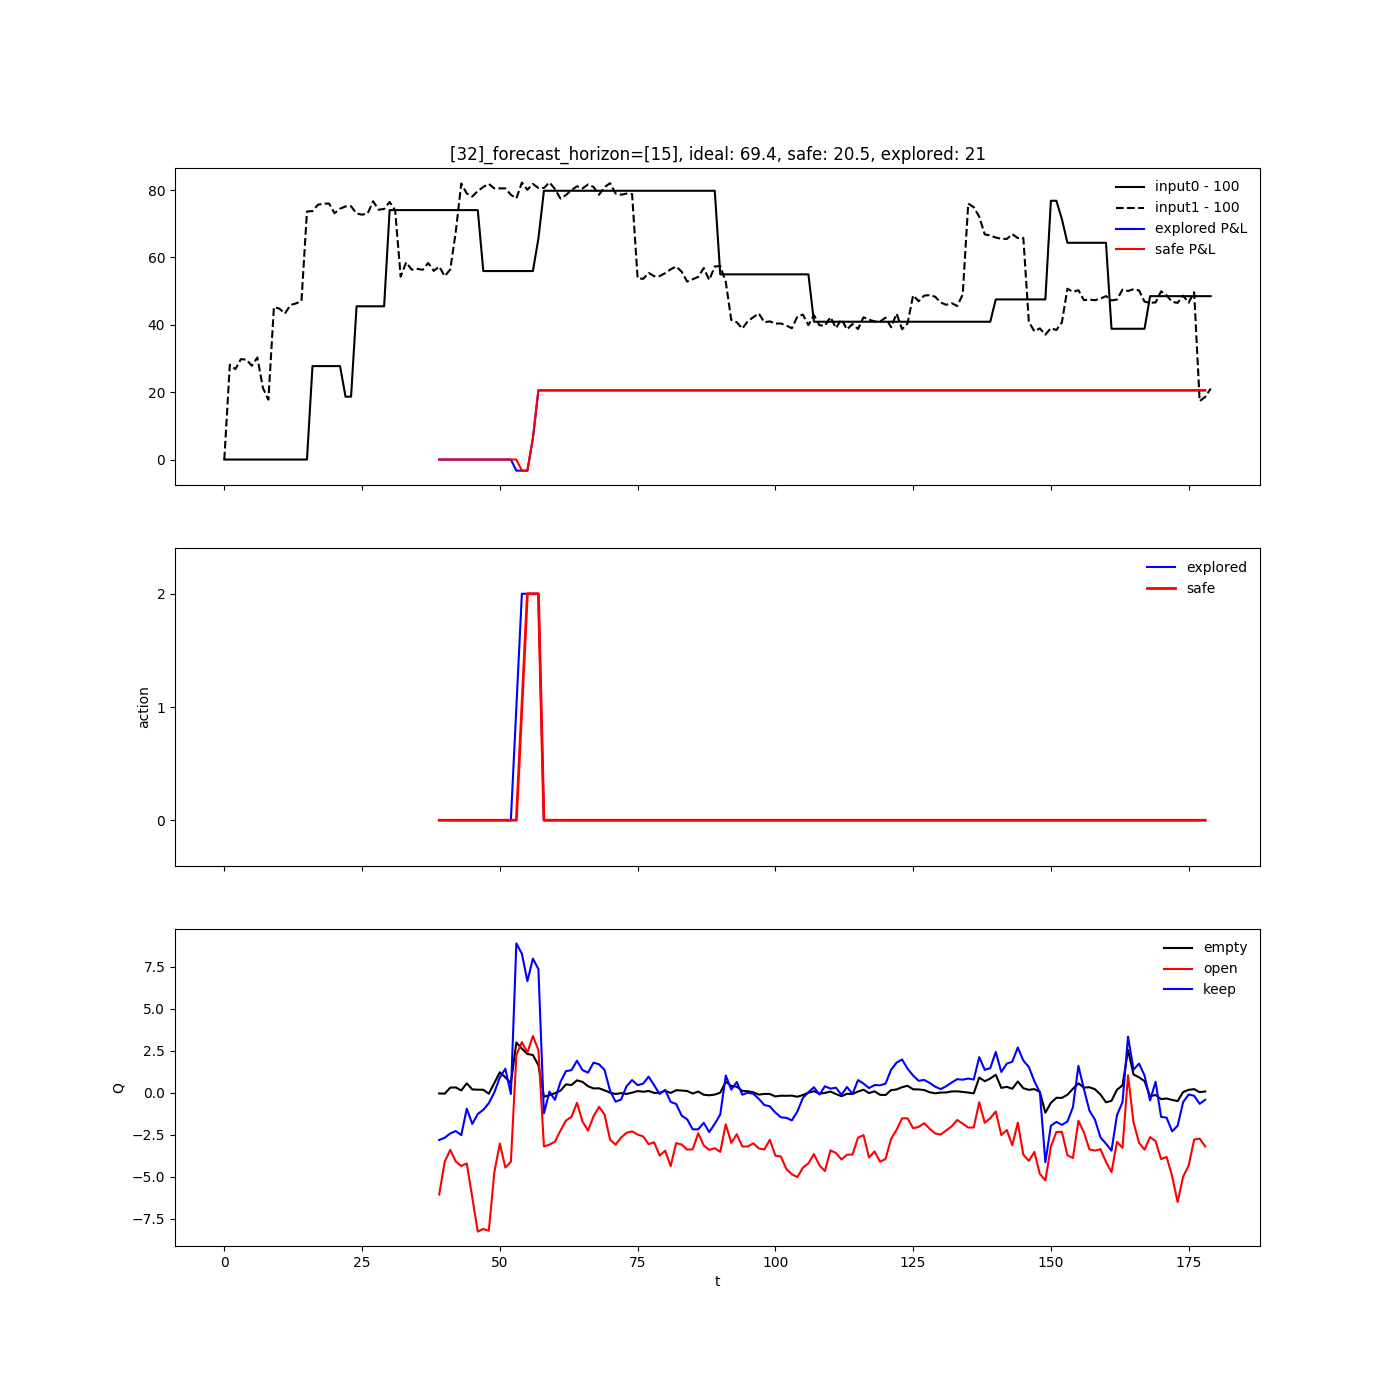 [32]_forecast_horizon=[15], ideal: 69.4, safe: 20.5, explored: 21
80
60
40
20
0
input0 - 100
input1 - 100
explored P&L
safe P&L
action
2
1
0
explored
safe
Q
7.5
5.0
2.5
0.0
−2.5
−5.0
−7.5
empty
open
keep
0 25 50 75 100 125 150 175
t